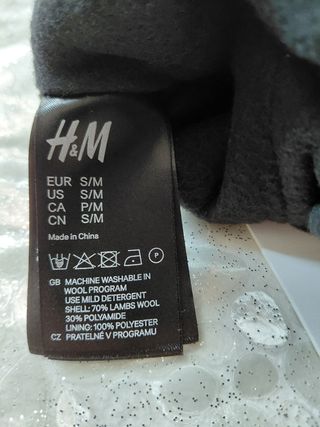 H&M
EUR S/M
US S/M
CA P/M
CN S/M
Made in China
P
GB MACHINE WASHABLE IN
WOOL PROGRAM
USE MILD DETERGENT
SHELL: 70% LAMBS WOOL
30% POLYAMIDE
LINING: 100% POLYESTER
CZ PRATELNÉ V PROGRAMU